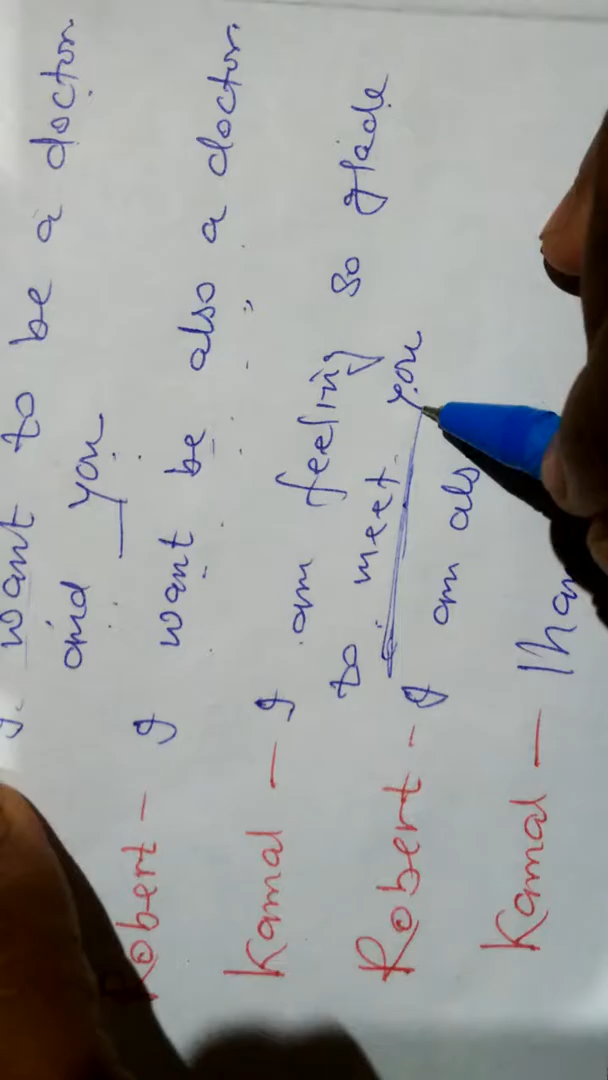 I want to be a doctor
and you
Robert - I want be also a doctor.
Kamal - I am feeling so glade
to meet you
Robert - I am als
Kamal - Than